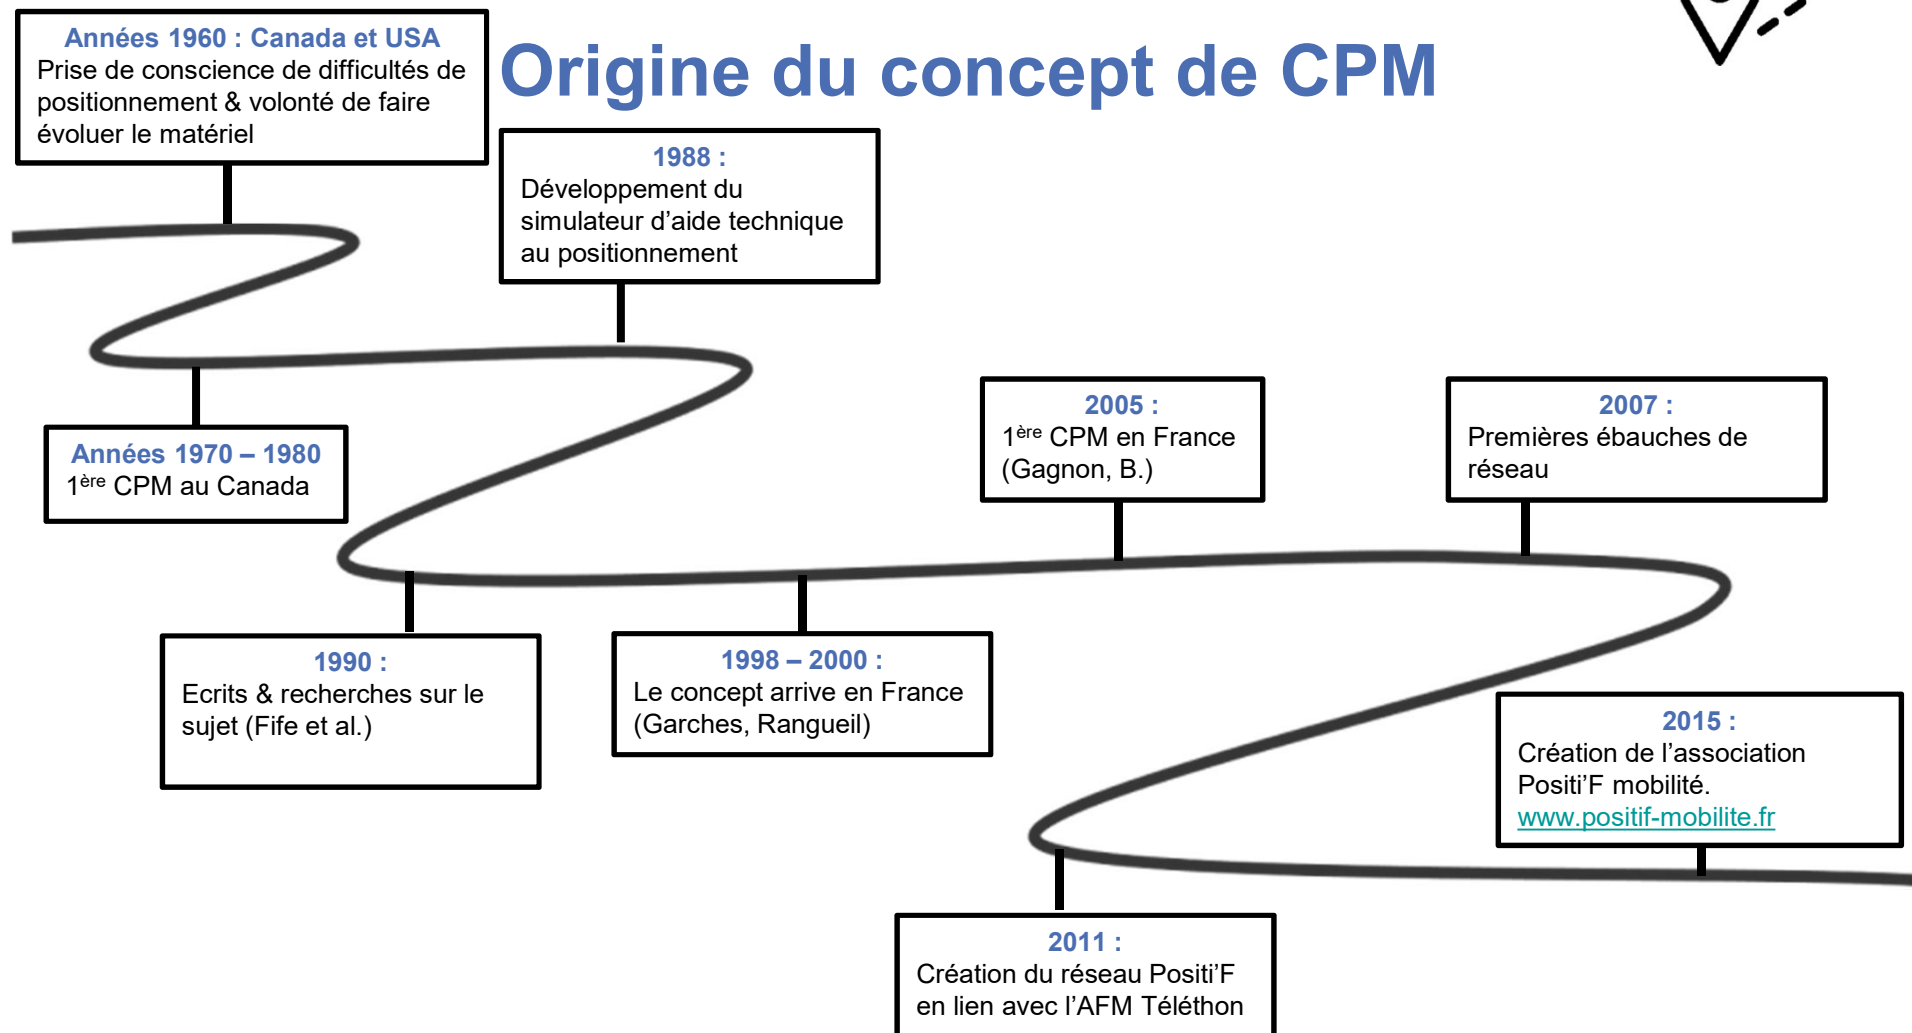 Origine du concept de CPM
Années 1960 : Canada et USA
Prise de conscience de difficultés de
positionnement & volonté de faire
évoluer le matériel
Années 1970 – 1980
1ère CPM au Canada
1988 :
Développement du
simulateur d’aide technique
au positionnement
1990 :
Ecrits & recherches sur le
sujet (Fife et al.)
1998 – 2000 :
Le concept arrive en France
(Garches, Rangueil)
2005 :
1ère CPM en France
(Gagnon, B.)
2007 :
Premières ébauches de
réseau
2011 :
Création du réseau Positi’F
en lien avec l’AFM Téléthon
2015 :
Création de l’association
Positi’F mobilité.
www.positif-mobilite.fr